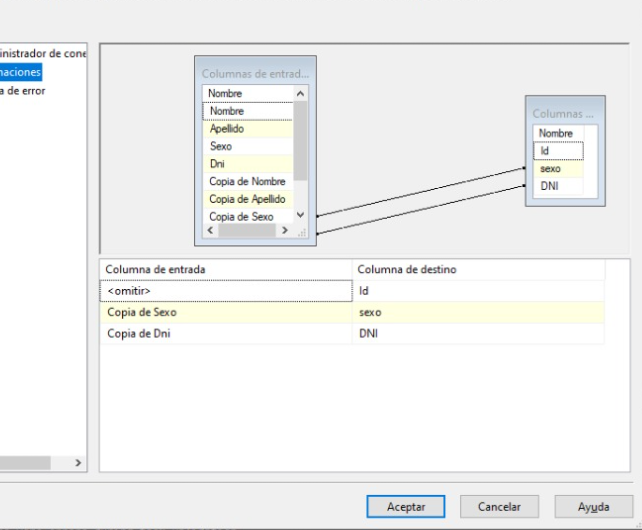 inistrador de cone
naciones
a de error
Columnas de entrad...
Nombre
Nombre
Apellido
Sexo
Dni
Copia de Nombre
Copia de Apellido
Copia de Sexo
Columnas ...
Nombre
Id
sexo
DNI
Columna de entrada Columna de destino
<omitir> Id
Copia de Sexo sexo
Copia de Dni DNI
Aceptar Cancelar Ayuda